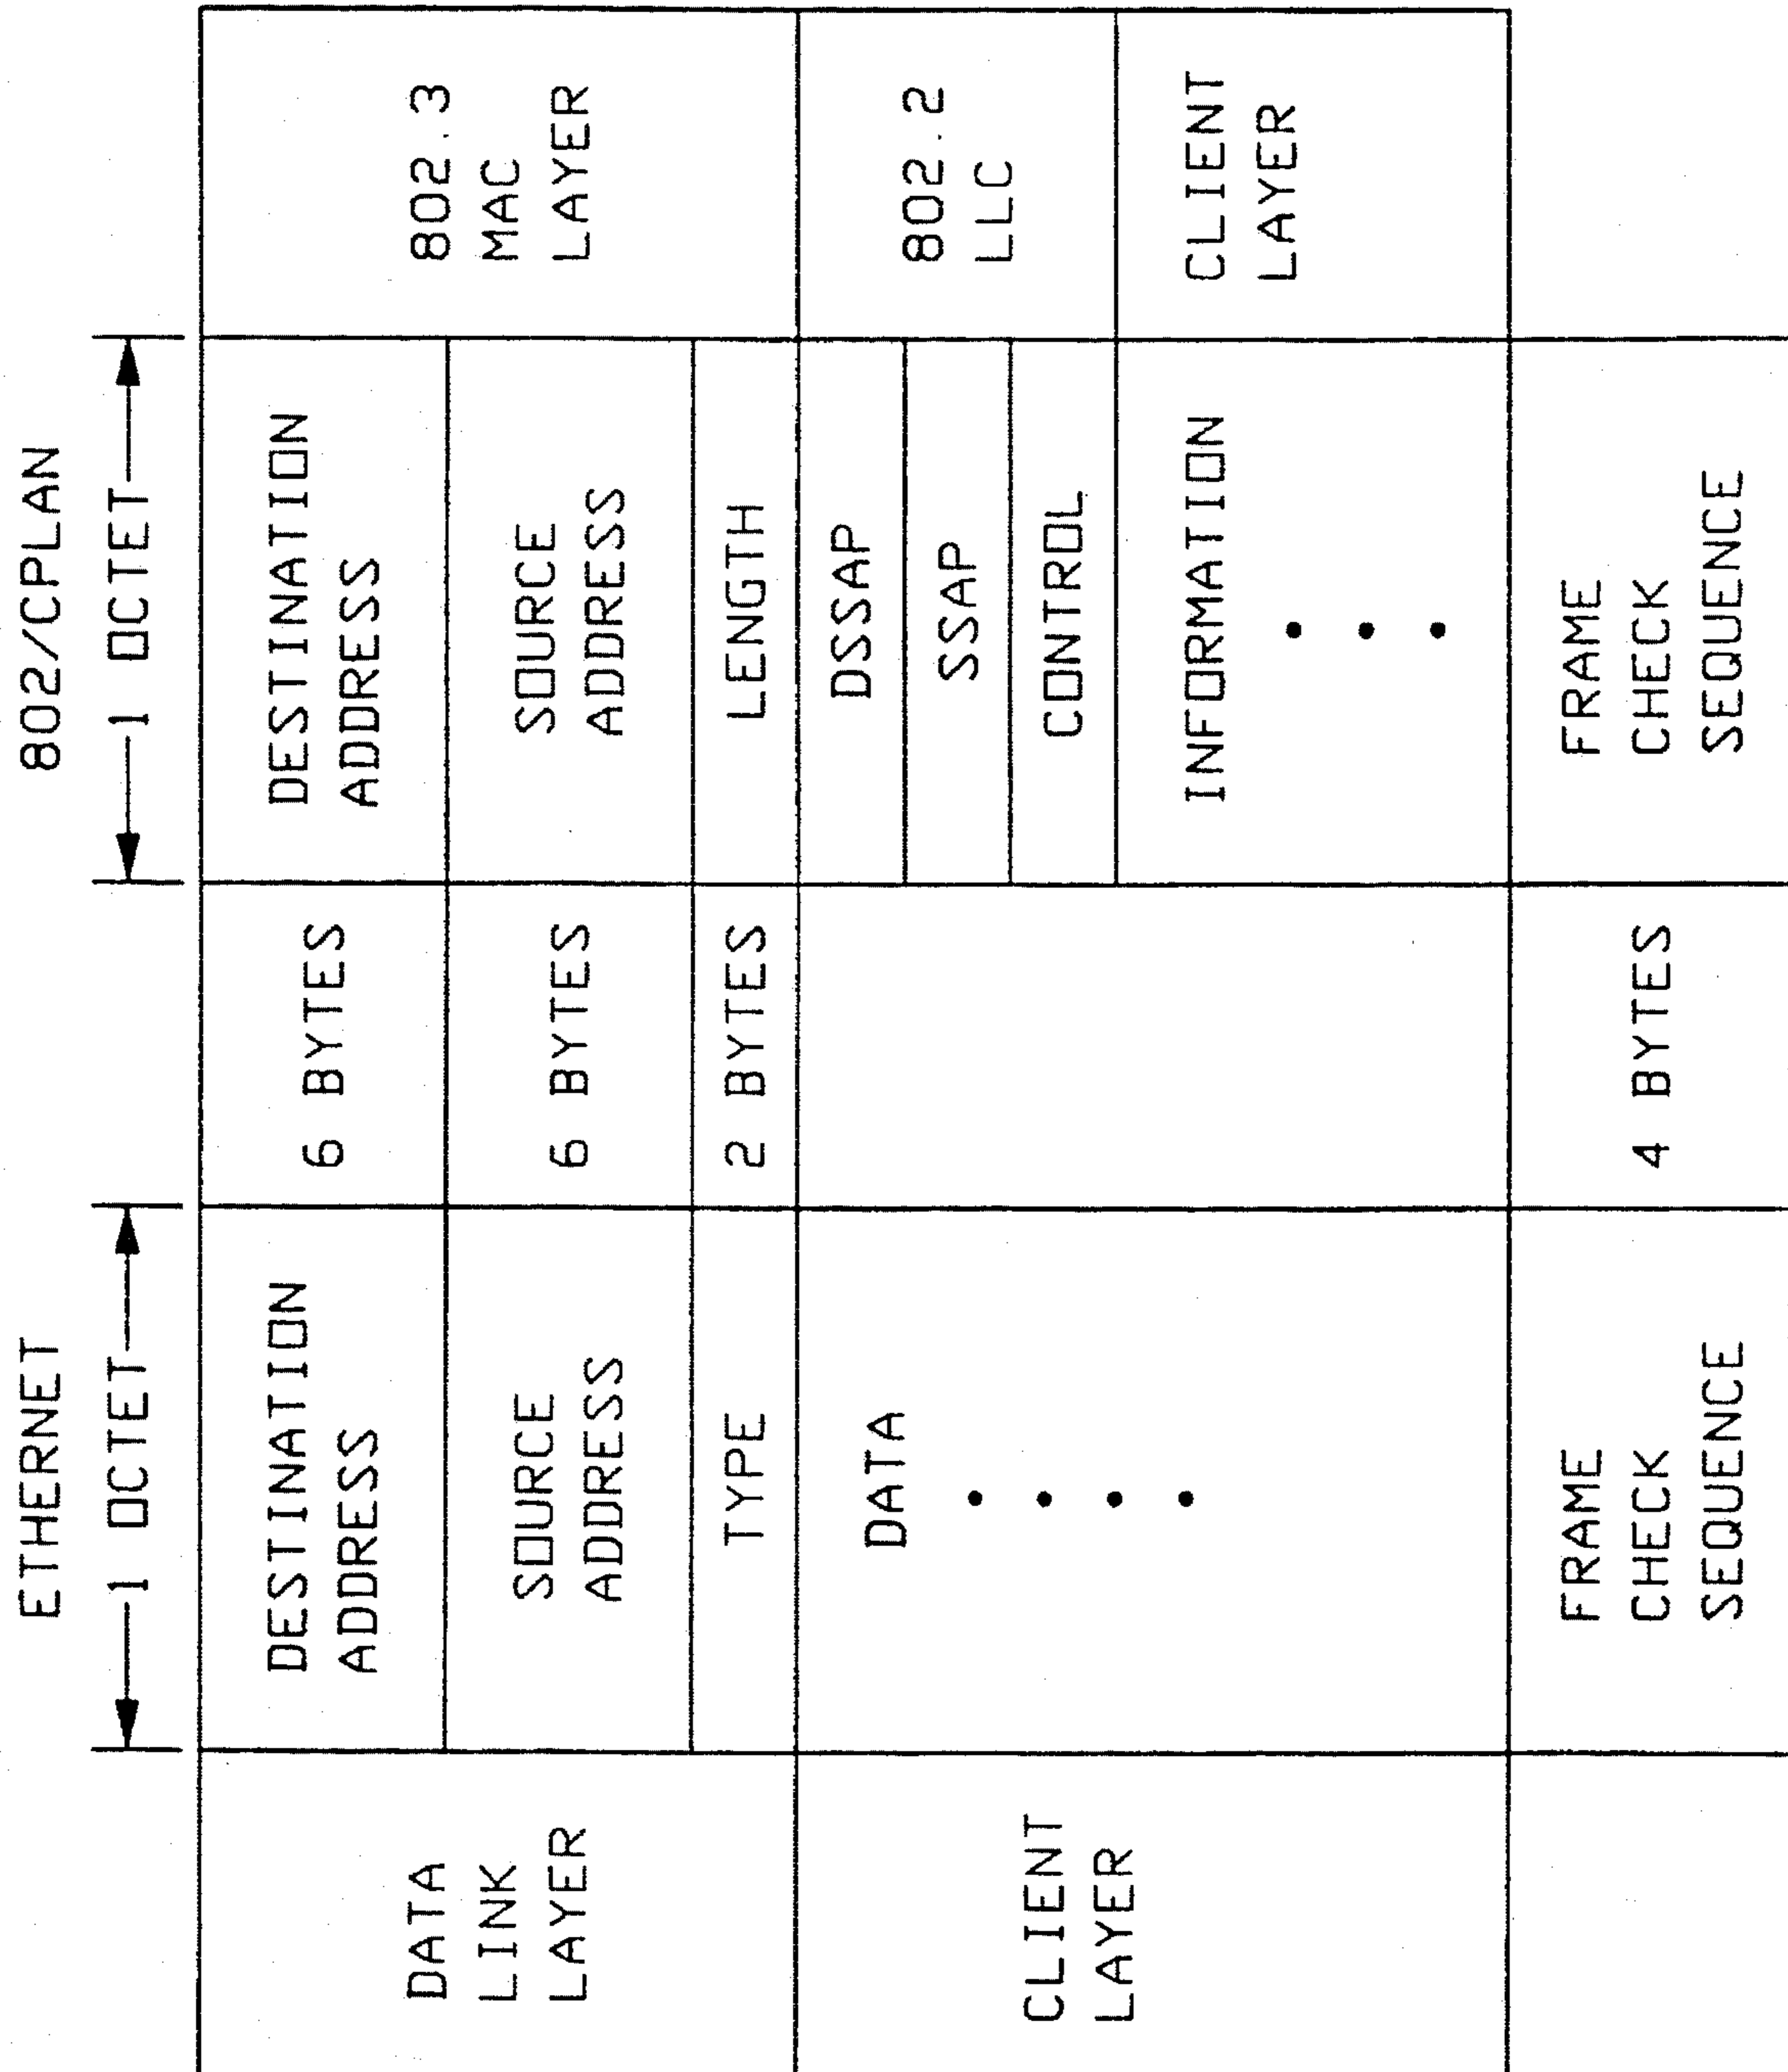 ETHERNET
802/CPLAN
1 OCTET
1 OCTET
DATA
LINK
LAYER
DESTINATION
ADDRESS
6 BYTES
DESTINATION
ADDRESS
802.3
MAC
LAYER
SOURCE
ADDRESS
6 BYTES
SOURCE
ADDRESS
TYPE
2 BYTES
LENGTH
CLIENT
LAYER
DATA
DSSAP
SSAP
CONTROL
802.2
LLC
INFORMATION
CLIENT
LAYER
FRAME
CHECK
SEQUENCE
4 BYTES
FRAME
CHECK
SEQUENCE